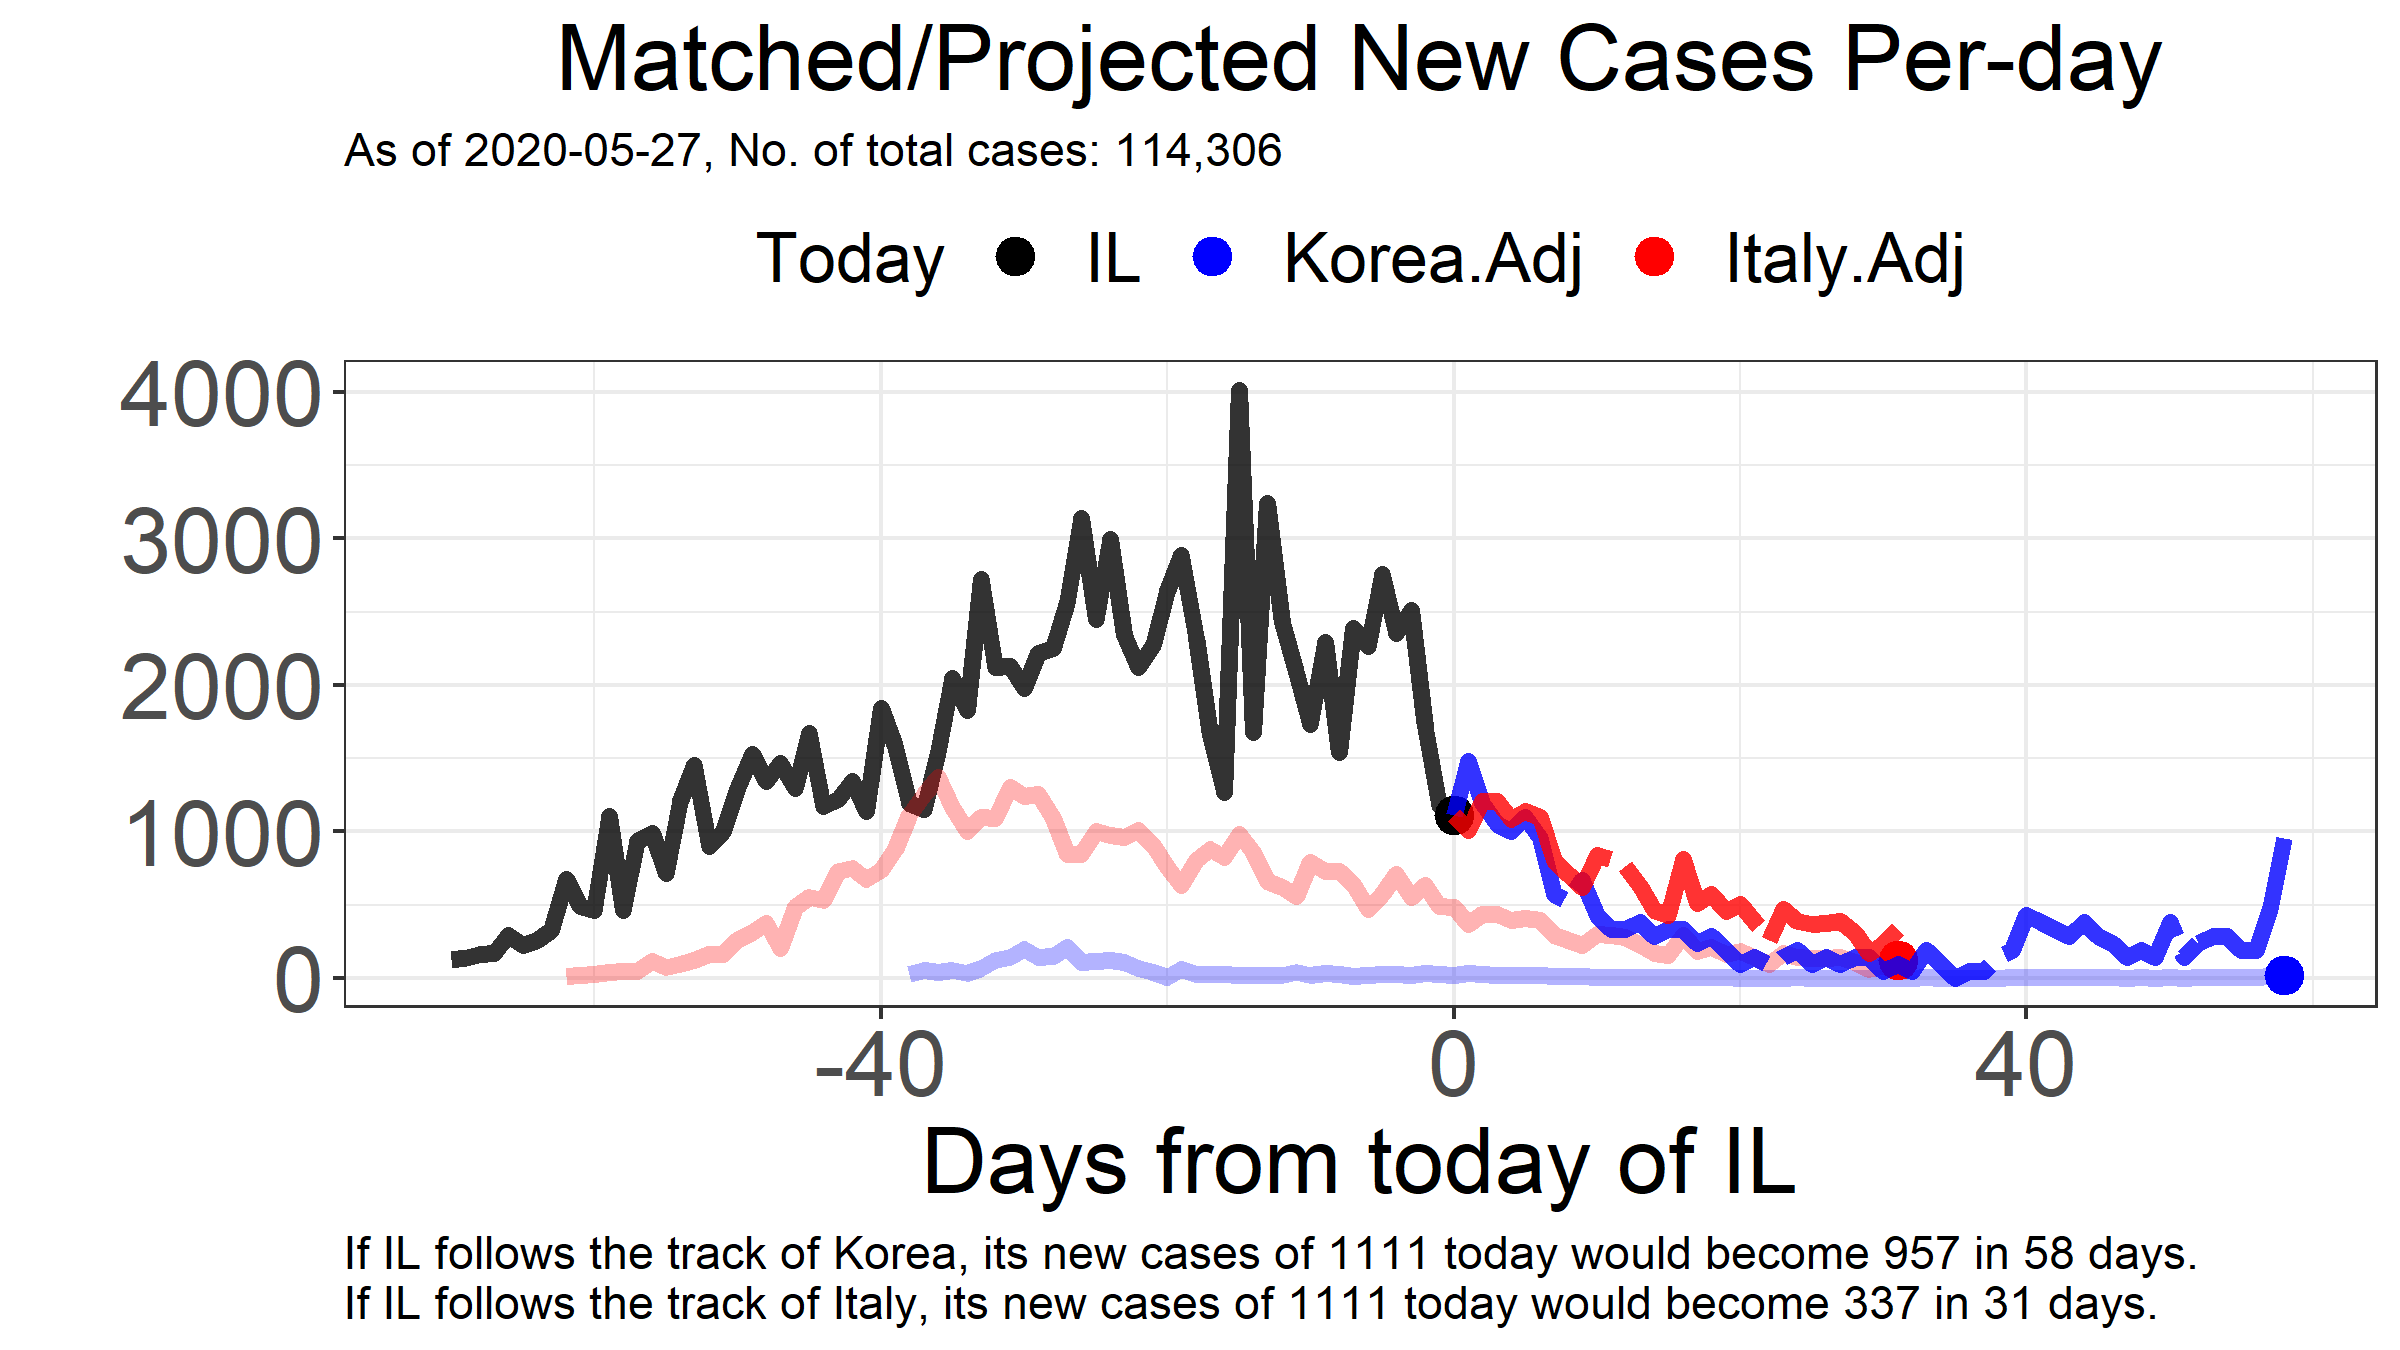 Matched/Projected New Cases Per-day
As of 2020-05-27, No. of total cases: 114,306
Today IL Korea.Adj Italy.Adj
4000
3000
2000
1000
0
-40 0 40
Days from today of IL
If IL follows the track of Korea, its new cases of 1111 today would become 957 in 58 days.
If IL follows the track of Italy, its new cases of 1111 today would become 337 in 31 days.